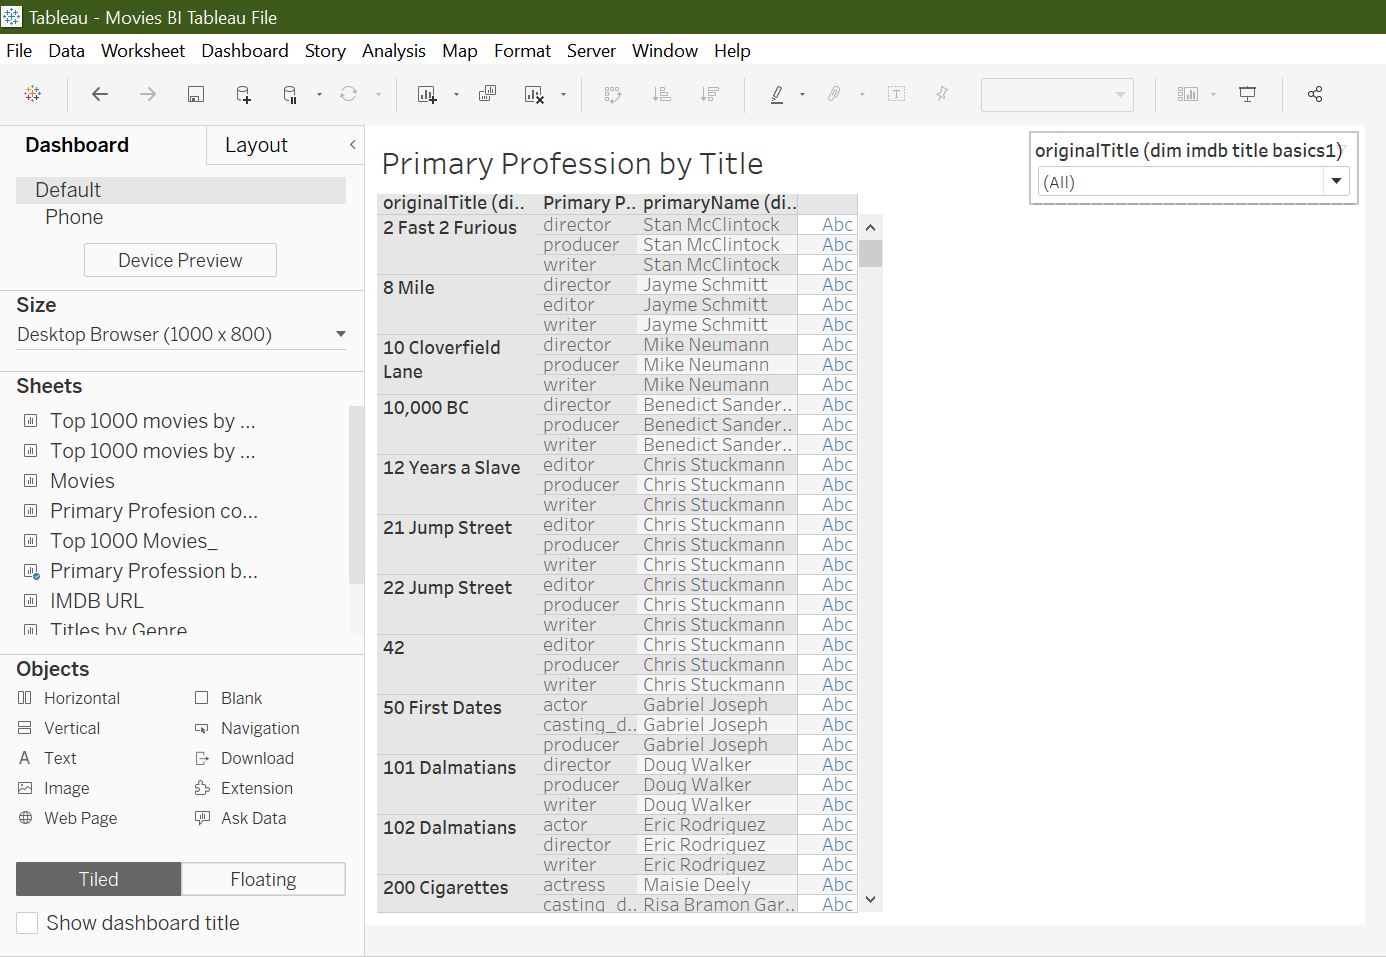 Tableau - Movies BI Tableau File
File Data Worksheet Dashboard Story Analysis Map Format Server Window Help
Dashboard Layout
Default
Phone
Device Preview
Size
Desktop Browser (1000 x 800)
Sheets
Top 1000 movies by ...
Top 1000 movies by ...
Movies
Primary Profesion co...
Top 1000 Movies_
Primary Profession b...
IMDB URL
Titles by Genre
Objects
Horizontal Blank
Vertical Navigation
A Text Download
Image Extension
Web Page Ask Data
Tiled Floating
Show dashboard title
Primary Profession by Title
originalTitle (di.. Primary P.. primaryName (di..
2 Fast 2 Furious director Stan McClintock Abc
producer Stan McClintock Abc
writer Stan McClintock Abc
8 Mile director Jayme Schmitt Abc
editor Jayme Schmitt Abc
writer Jayme Schmitt Abc
10 Cloverfield director Mike Neumann Abc
Lane producer Mike Neumann Abc
writer Mike Neumann Abc
10,000 BC director Benedict Sander.. Abc
producer Benedict Sander.. Abc
writer Benedict Sander.. Abc
12 Years a Slave editor Chris Stuckmann Abc
producer Chris Stuckmann Abc
writer Chris Stuckmann Abc
21 Jump Street editor Chris Stuckmann Abc
producer Chris Stuckmann Abc
writer Chris Stuckmann Abc
22 Jump Street editor Chris Stuckmann Abc
producer Chris Stuckmann Abc
writer Chris Stuckmann Abc
42 editor Chris Stuckmann Abc
producer Chris Stuckmann Abc
writer Chris Stuckmann Abc
50 First Dates actor Gabriel Joseph Abc
casting_d.. Gabriel Joseph Abc
producer Gabriel Joseph Abc
101 Dalmatians director Doug Walker Abc
producer Doug Walker Abc
writer Doug Walker Abc
102 Dalmatians actor Eric Rodriguez Abc
director Eric Rodriguez Abc
writer Eric Rodriguez Abc
200 Cigarettes actress Maisie Deely Abc
casting_d.. Risa Bramon Gar.. Abc
originalTitle (dim imdb title basics1)
(All)